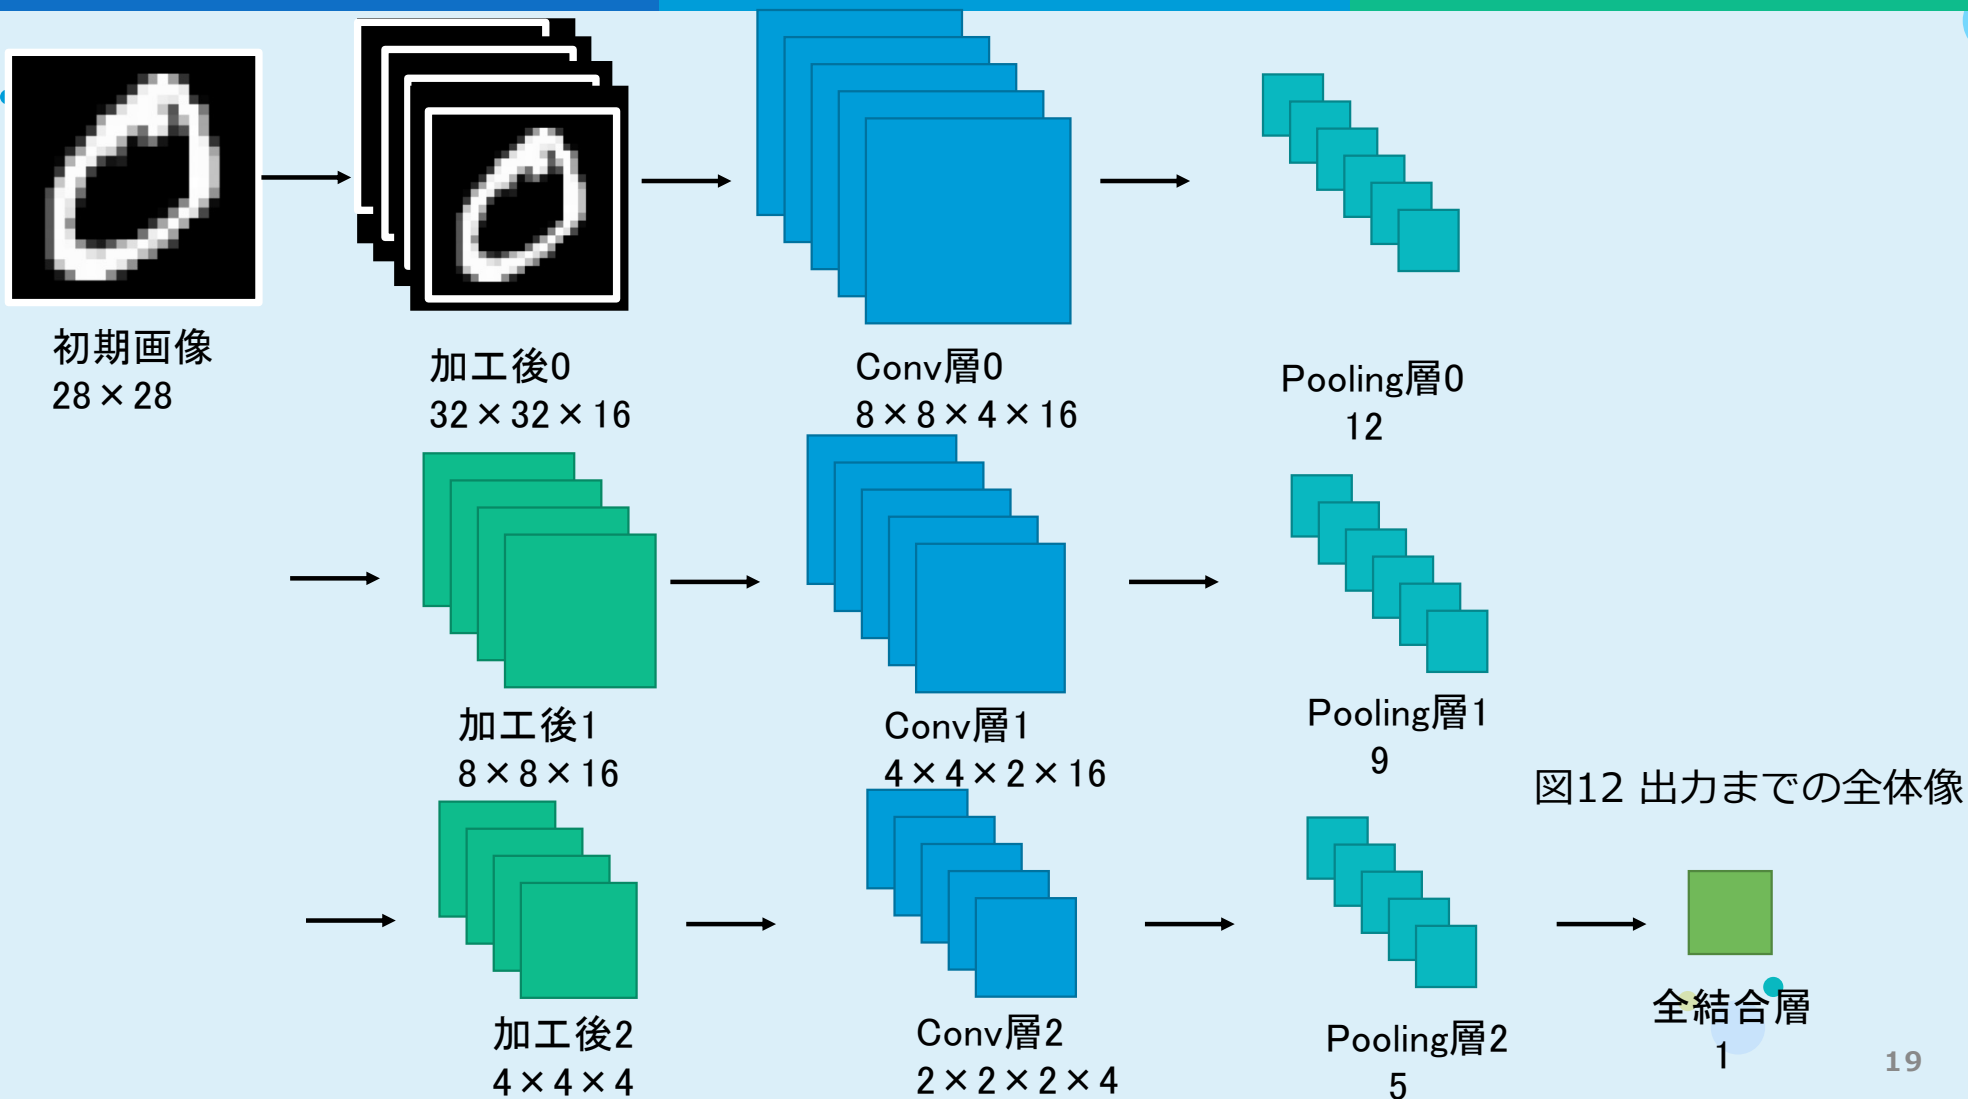 初期画像
28×28
加工後0
32×32×16
Conv層0
8×8×4×16
Pooling層0
12
加工後1
8×8×16
Conv層1
4×4×2×16
Pooling層1
9
図12 出力までの全体像
加工後2
4×4×4
Conv層2
2×2×2×4
Pooling層2
5
全結合層
1
19